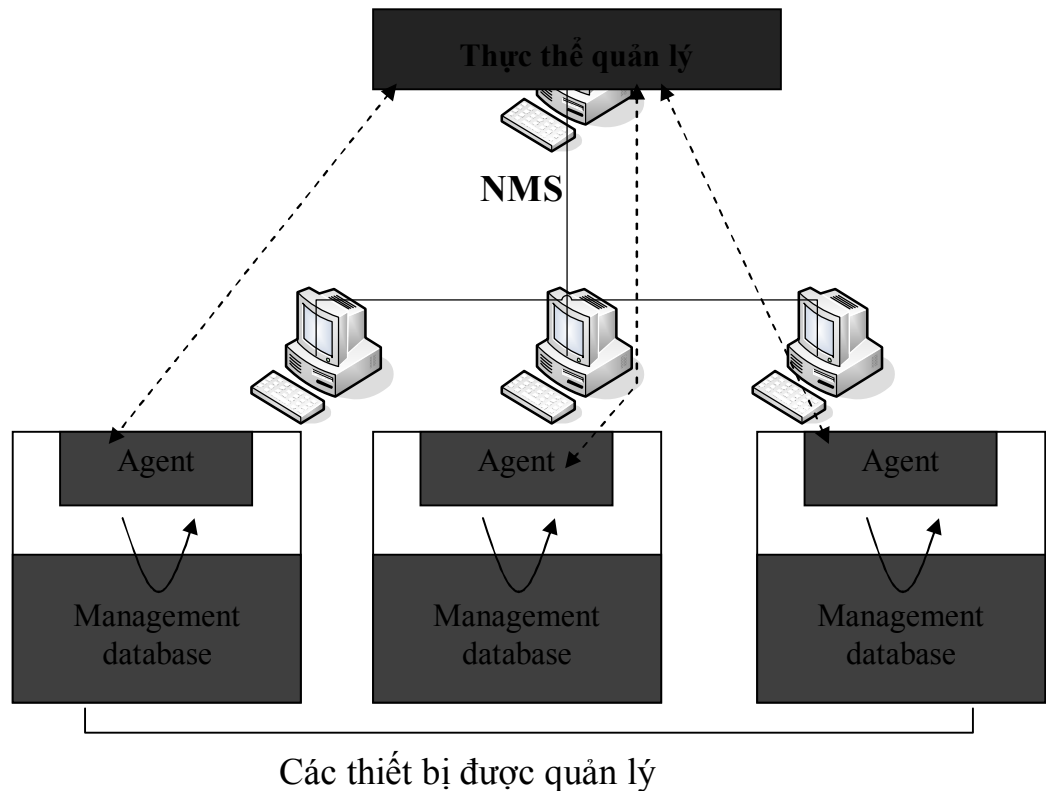 Thực thể quản lý
NMS
Agent
Agent
Agent
Management
database
Management
database
Management
database
Các thiết bị được quản lý